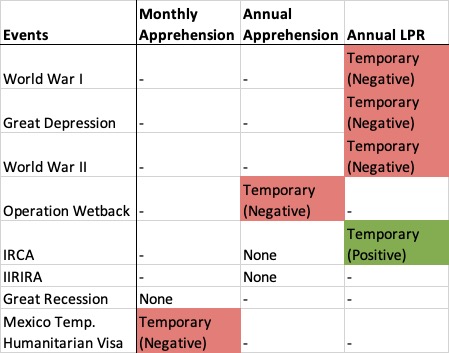 Events Monthly Apprehension Annual Apprehension Annual LPR
World War I - - Temporary (Negative)
Great Depression - - Temporary (Negative)
World War II - - Temporary (Negative)
Operation Wetback - Temporary (Negative) -
IRCA - None Temporary (Positive)
IIRIRA - None -
Great Recession None - -
Mexico Temp. Humanitarian Visa Temporary (Negative) - -